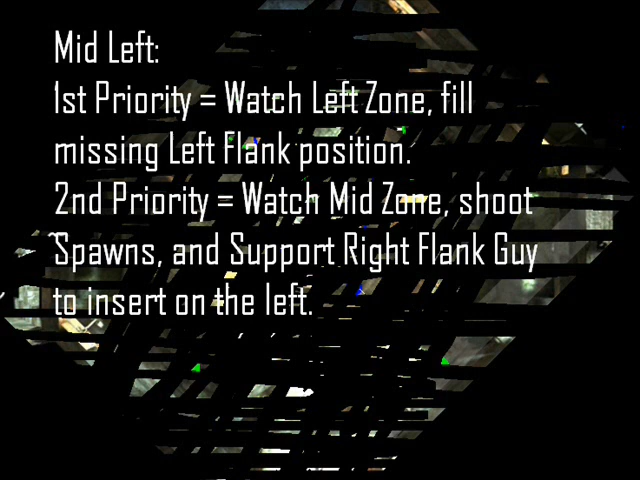 Mid Left:
1st Priority = Watch Left Zone, fill
missing Left Flank position.
2nd Priority = Watch Mid Zone, shoot
Spawns, and Support Right Flank Guy
to insert on the left.